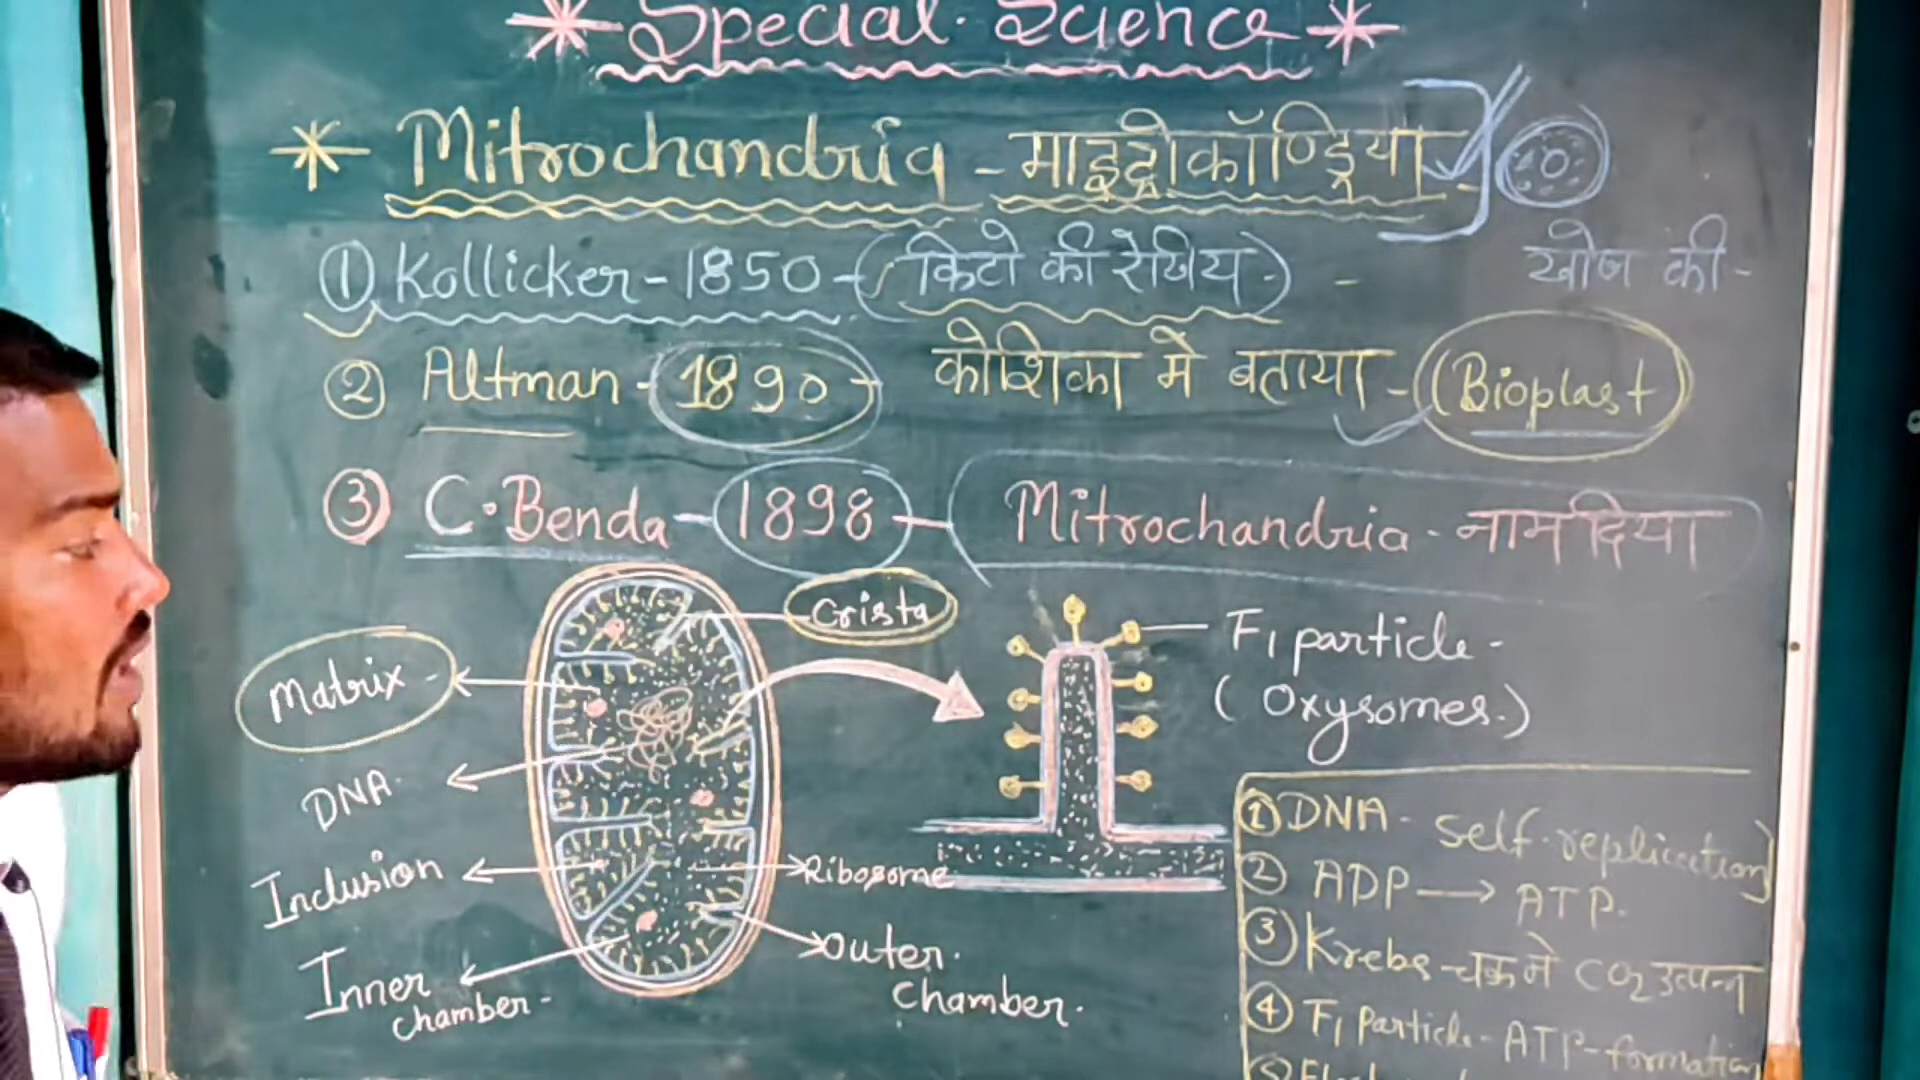 Special Science
Mitrochandria - माइट्रोकॉण्ड्रिया
① Kollicker - 1850 - (किटो की रेखिय) - खोज की -
② Altman - 1890 - कोशिका मे बताया - (Bioplast)
③ C. Benda - 1898 - Mitrochandria - नाम दिया
Crista
Matrix -
DNA
Inclusion
Inner chamber -
Ribosome
Outer chamber.
F₁ particle -
(Oxysomes.)
① DNA - Self-replication
② ADP → ATP.
③ Krebs - चक्र मे CO₂ उत्पन्न
④ F₁ Particle - ATP-formation
⑤